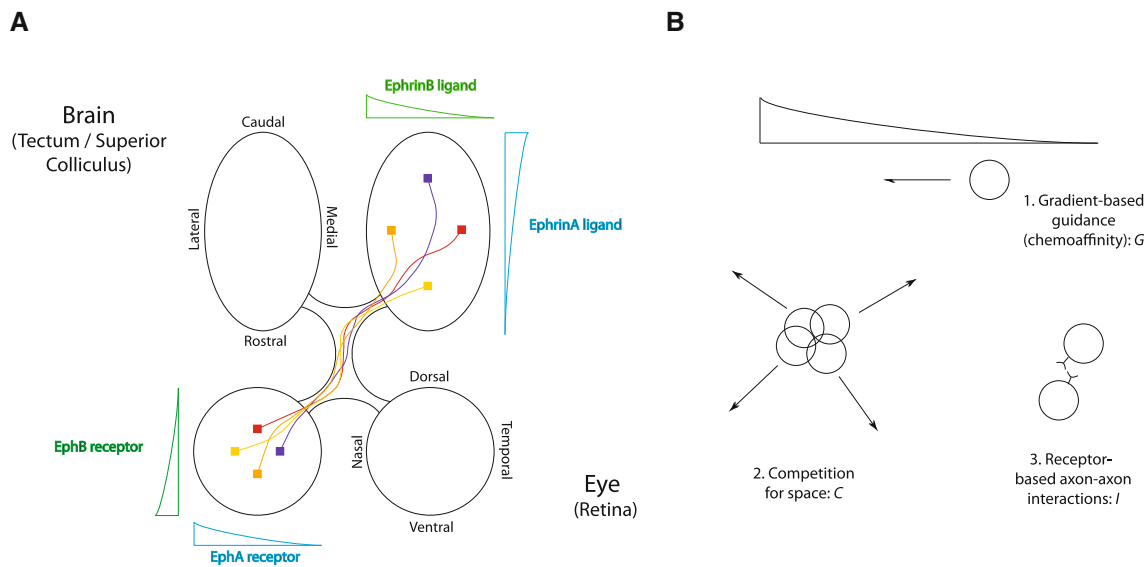 A
B
EphrinB ligand
Brain
(Tectum / Superior
Colliculus)
Caudal
Lateral
Medial
EphrinA ligand
Rostral
1. Gradient-based
guidance
(chemoaffinity): G
Dorsal
EphB receptor
Nasal
Temporal
Eye
(Retina)
Ventral
EphA receptor
2. Competition
for space: C
3. Receptor-
based axon-axon
interactions: I